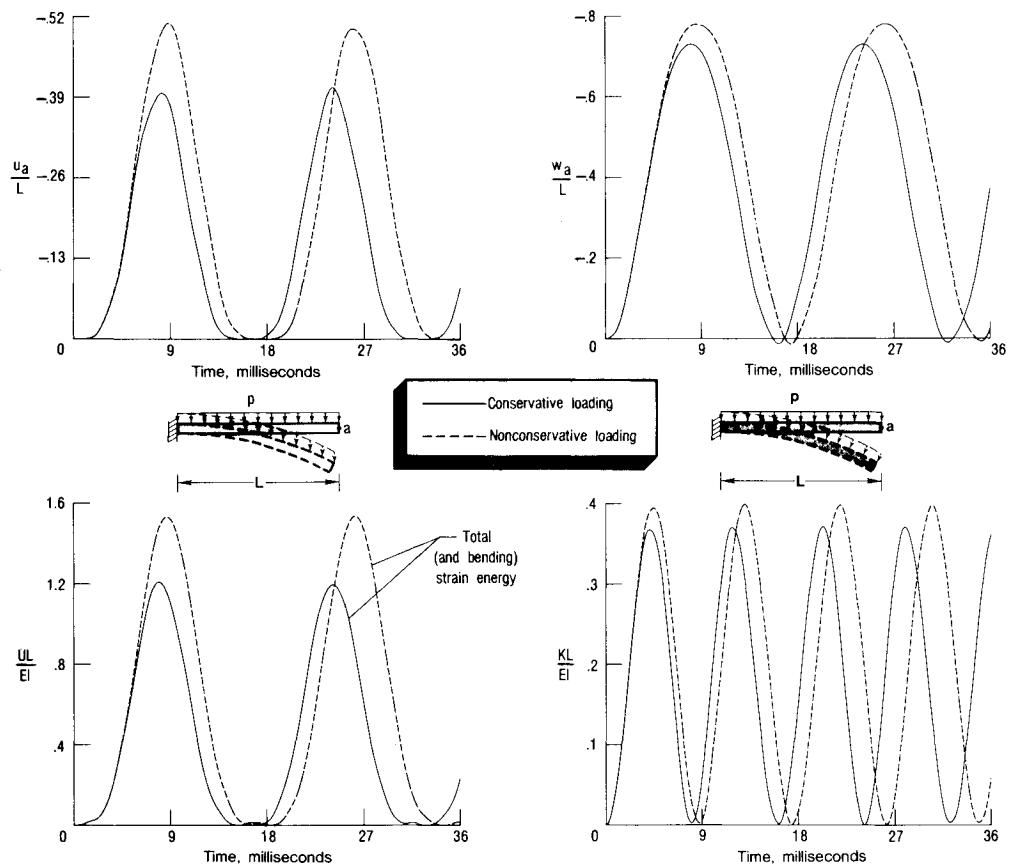 −.52
−.39
−.26
−.13
0
u_a
L
9
18
27
36
Time, milliseconds
−.8
−.6
−.4
−.2
0
w_a
L
9
18
27
36
Time, milliseconds
p
a
L
Conservative loading
Nonconservative loading
p
a
L
1.6
1.2
.8
.4
0
UL
EI
Total
(and bending)
strain energy
9
18
27
36
Time, milliseconds
.4
.3
.2
.1
0
KL
EI
9
18
27
36
Time, milliseconds